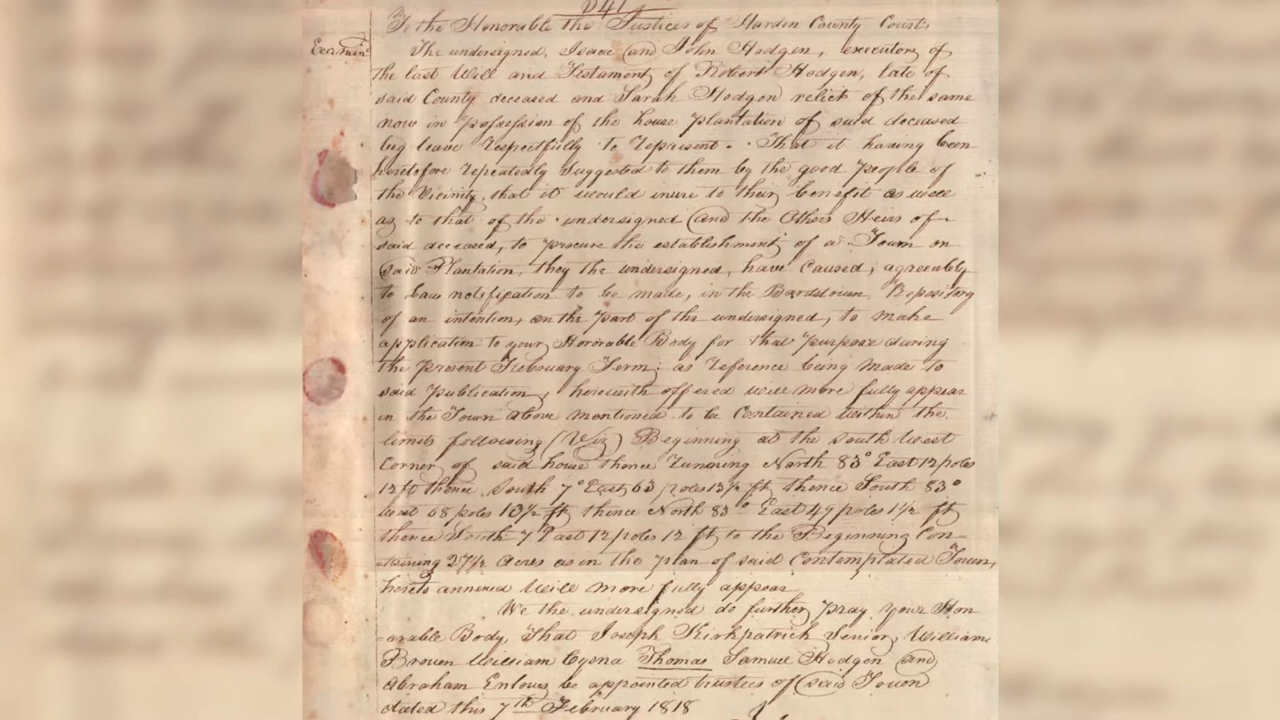 041
To the Honorable the Justices of Hardin County Court,
Examind
The undersigned, Isaac and John Hodgen, executors of
the last Will and Testament of Robert Hodgen, late of
said County deceased and Sarah Hodgen relict of the same
now in possession of the house plantation of said deceased
beg leave respectfully to represent. That it having been
heretofore repeatedly suggested to them by the good People of
the Vicinity, that it would inure to their benefit as well
as to that of the undersigned and the Others Heirs of
said deceased, to procure the establishment of a Town on
said Plantation, they the undersigned, have Caused, agreeably
to Law notification to be made, in the Bardstown Repository
of an intention, on the part of the undersigned, to make
application to your Honorable Body for that Purpose during
the present February Term: as reference being made to
said Publication, herewith offered will more fully appear
in the Town above mentioned to be Contained within the
limits following (Viz) Beginning at the South West
Corner of said house thence running North 83° East 12 poles
12 ft thence South 7° East 63 poles 13½ ft thence South 83°
West 68 poles 13½ ft thence North 83° East 49 poles 1½ ft
thence South 7 East 12 poles 12 ft to the Beginning Con-
-taining 27½ Acres as in the plan of said Contemplated Town,
hereto annexed Will more fully appear
We the undersigned do further pray your Hon
orable Body, That Joseph Kirkpatrick Senior, William
Brown William Cysna Thomas Samuel Hodgen and
Abraham Enlows be appointed trustees of said Town
dated this 7th February 1818